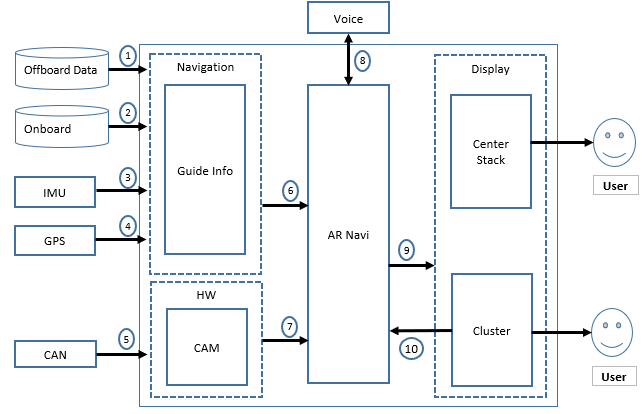 Voice
8
1
Offboard Data
Navigation
Display
2
Onboard
Center
Stack
Guide Info
3
IMU
User
6
4
GPS
AR Navi
9
HW
7
5
CAN
CAM
10
Cluster
User